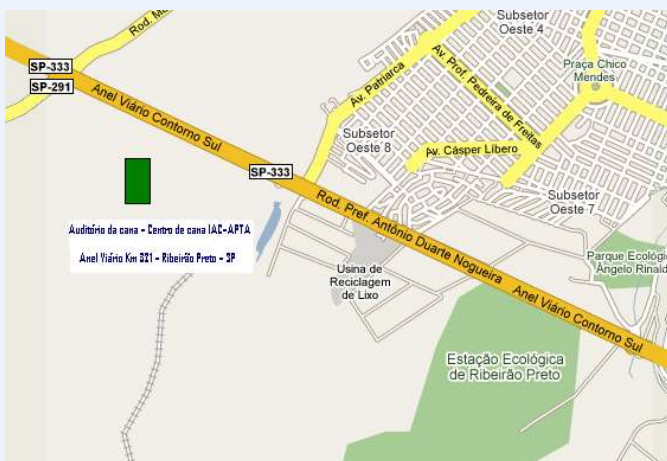 Subsetor
Oeste 4
Rod. M
SP-333
SP-291
Anel Viário Contorno Sul
Av. Patriarca
Av. Prof. Pedreira de Freitas
Praça Chico
Mendes
Subsetor
Oeste 8
Av. Cásper Líbero
SP-333
Rod. Pref. Antônio Duarte Nogueira
Anel Viário Contorno Sul
Subsetor
Oeste 7
Auditório da cana - Centro de cana IAC-APTA
Anel Viário Km 321 - Ribeirão Preto - SP
Usina de
Reciclagem
de Lixo
Parque Ecológic
Ângelo Rinald
Estação Ecológica
de Ribeirão Preto